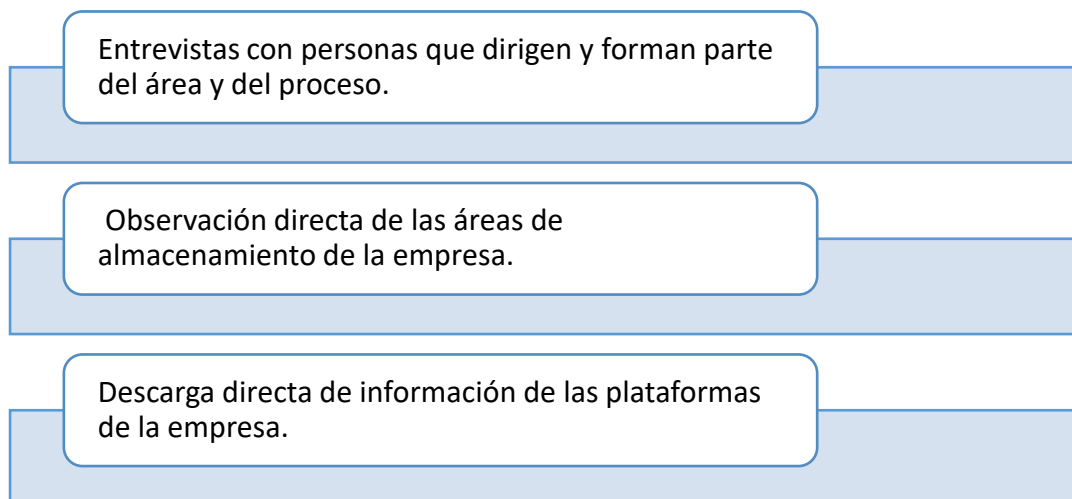 Entrevistas con personas que dirigen y forman parte
del área y del proceso.
Observación directa de las áreas de
almacenamiento de la empresa.
Descarga directa de información de las plataformas
de la empresa.